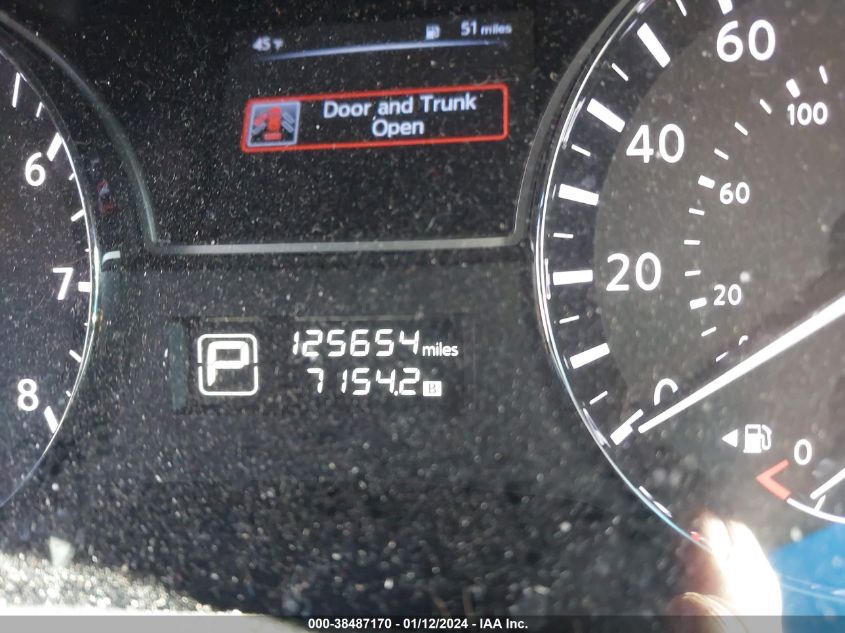 45 °F 51 miles
Door and Trunk
Open
6
7
8
P
125654 miles
7154.2 B
60
40
20
0
100
60
20
0
000-38487170 - 01/12/2024 - IAA Inc.